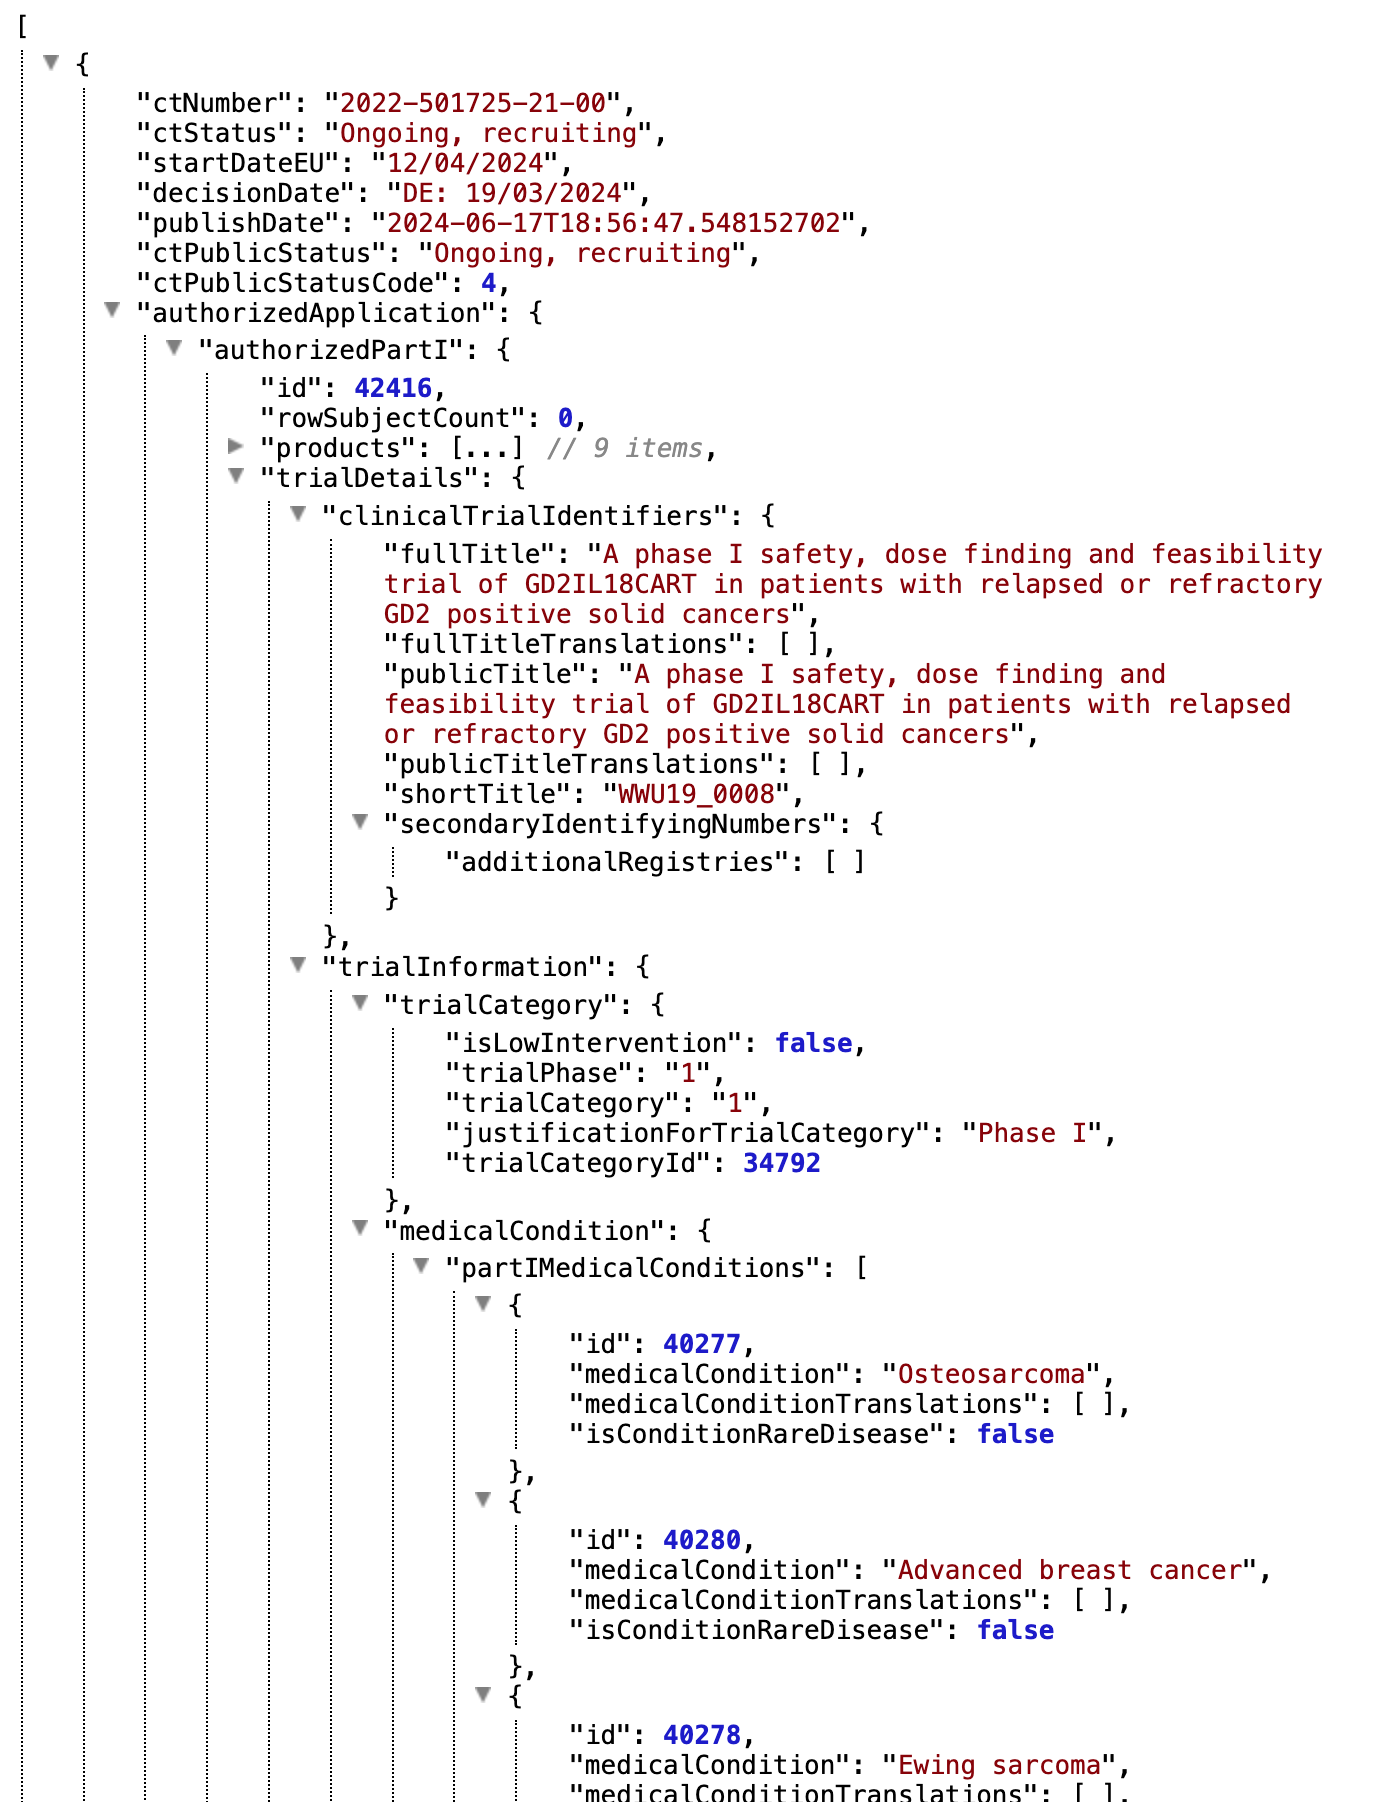 [
{
"ctNumber": "2022-501725-21-00",
"ctStatus": "Ongoing, recruiting",
"startDateEU": "12/04/2024",
"decisionDate": "DE: 19/03/2024",
"publishDate": "2024-06-17T18:56:47.548152702",
"ctPublicStatus": "Ongoing, recruiting",
"ctPublicStatusCode": 4,
"authorizedApplication": {
"authorizedPartI": {
"id": 42416,
"rowSubjectCount": 0,
"products": [...] // 9 items,
"trialDetails": {
"clinicalTrialIdentifiers": {
"fullTitle": "A phase I safety, dose finding and feasibility
trial of GD2IL18CART in patients with relapsed or refractory
GD2 positive solid cancers",
"fullTitleTranslations": [ ],
"publicTitle": "A phase I safety, dose finding and
feasibility trial of GD2IL18CART in patients with relapsed
or refractory GD2 positive solid cancers",
"publicTitleTranslations": [ ],
"shortTitle": "WWU19_0008",
"secondaryIdentifyingNumbers": {
"additionalRegistries": [ ]
}
},
"trialInformation": {
"trialCategory": {
"isLowIntervention": false,
"trialPhase": "1",
"trialCategory": "1",
"justificationForTrialCategory": "Phase I",
"trialCategoryId": 34792
},
"medicalCondition": {
"partIMedicalConditions": [
{
"id": 40277,
"medicalCondition": "Osteosarcoma",
"medicalConditionTranslations": [ ],
"isConditionRareDisease": false
},
{
"id": 40280,
"medicalCondition": "Advanced breast cancer",
"medicalConditionTranslations": [ ],
"isConditionRareDisease": false
},
{
"id": 40278,
"medicalCondition": "Ewing sarcoma",
"medicalConditionTranslations": [ ],